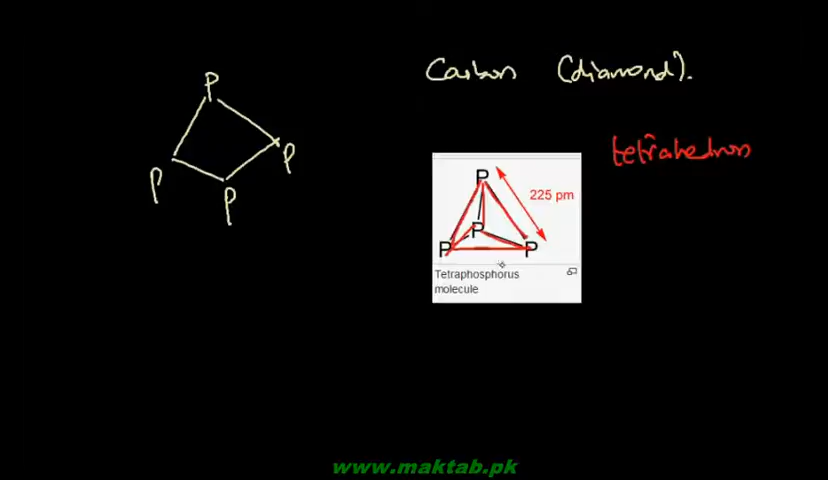 P
P
P
P
Carbon (diamond).
tetrahedron
P
225 pm
P
P
P
Tetraphosphorus
molecule
www.maktab.pk